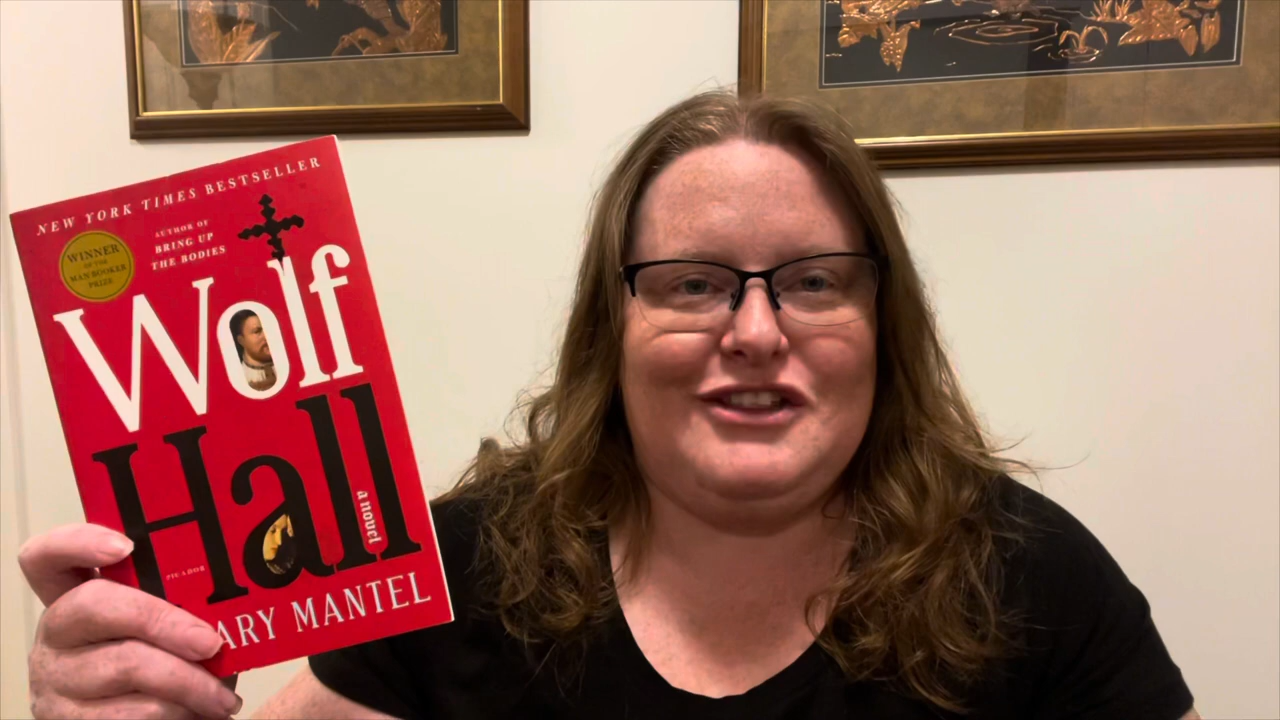 NEW YORK TIMES BESTSELLER
WINNER
OF THE
MAN BOOKER
PRIZE
AUTHOR OF
BRING UP
THE BODIES
Wolf
Hall
a novel
PICADOR
ARY MANTEL